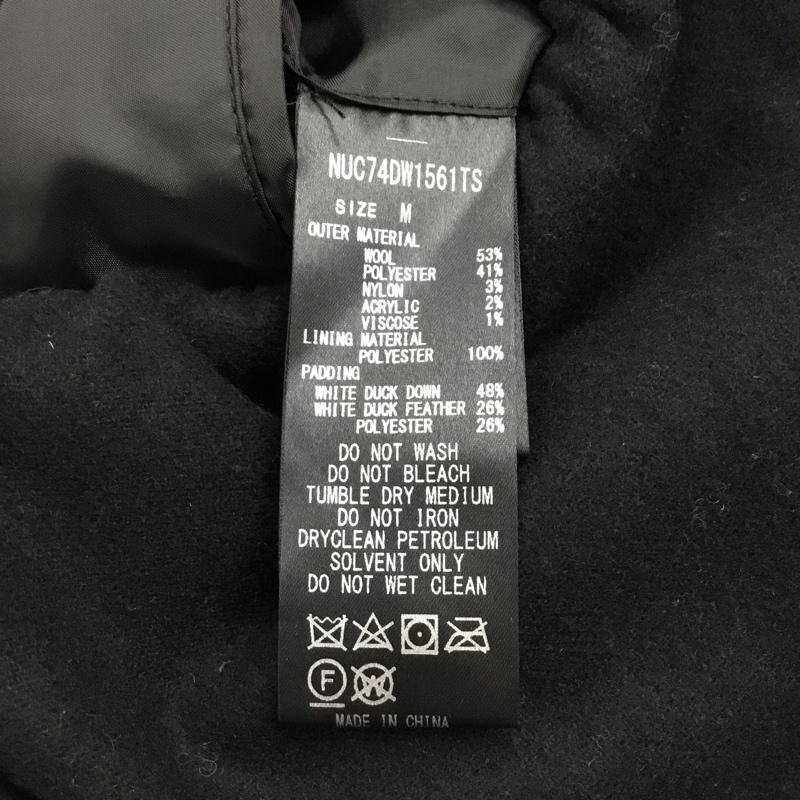 NUC74DW1561TS
SIZE M
OUTER MATERIAL
WOOL 53%
POLYESTER 41%
NYLON 3%
ACRYLIC 2%
VISCOSE 1%
LINING MATERIAL
POLYESTER 100%
PADDING
WHITE DUCK DOWN 48%
WHITE DUCK FEATHER 26%
POLYESTER 26%
DO NOT WASH
DO NOT BLEACH
TUMBLE DRY MEDIUM
DO NOT IRON
DRYCLEAN PETROLEUM
SOLVENT ONLY
DO NOT WET CLEAN
F W
MADE IN CHINA